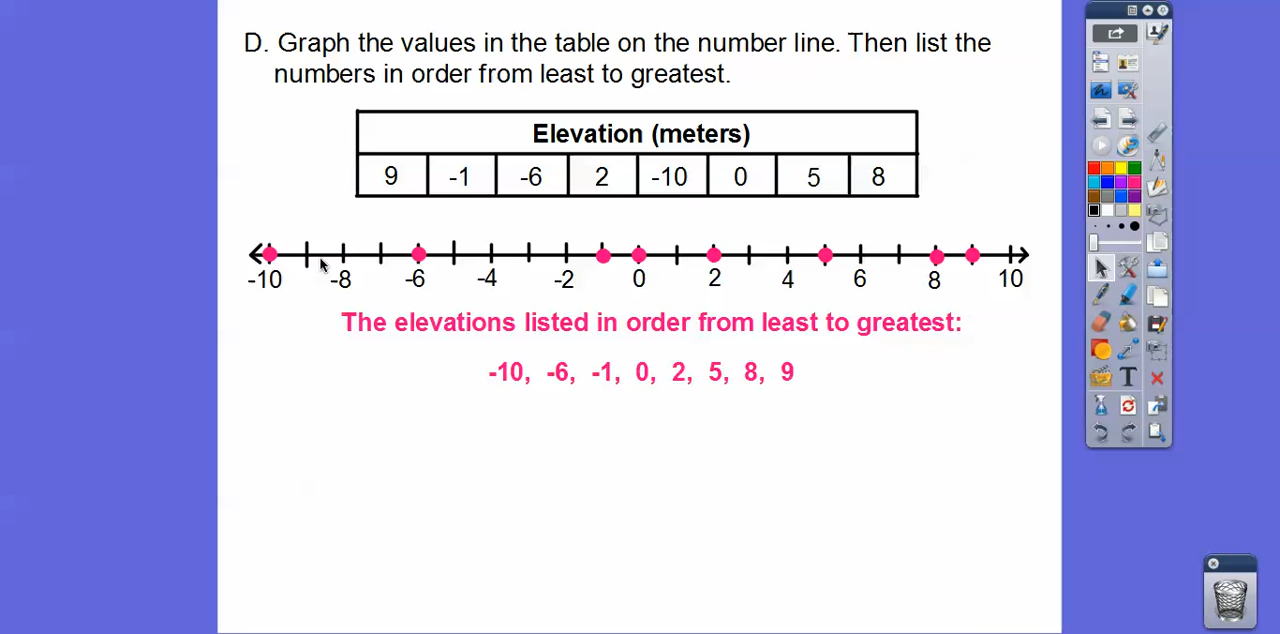 D. Graph the values in the table on the number line. Then list the
numbers in order from least to greatest.
Elevation (meters)
9 -1 -6 2 -10 0 5 8
-10 -8 -6 -4 -2 0 2 4 6 8 10
The elevations listed in order from least to greatest:
-10, -6, -1, 0, 2, 5, 8, 9
T